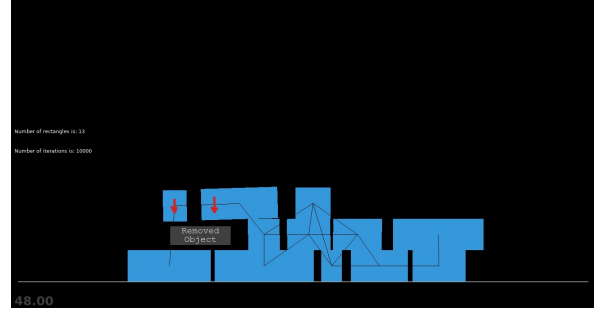 Number of rectangles is: 13
Number of iterations is: 10000
Removed
Object
48.00